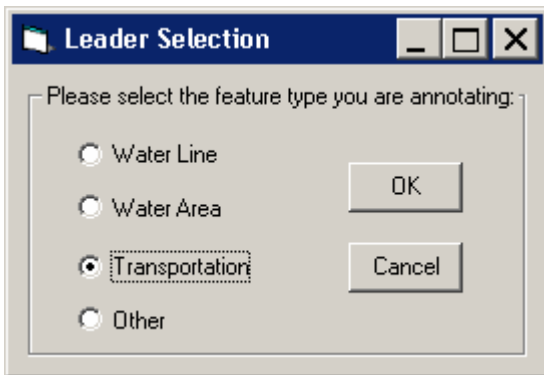 Leader Selection
Please select the feature type you are annotating:
Water Line
OK
Water Area
Transportation
Cancel
Other